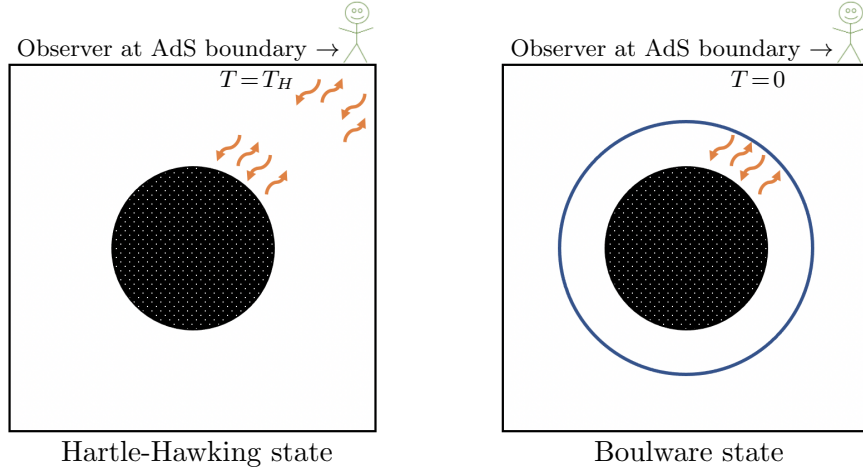 Observer at AdS boundary →
T = T_H
Hartle-Hawking state
Observer at AdS boundary →
T = 0
Boulware state